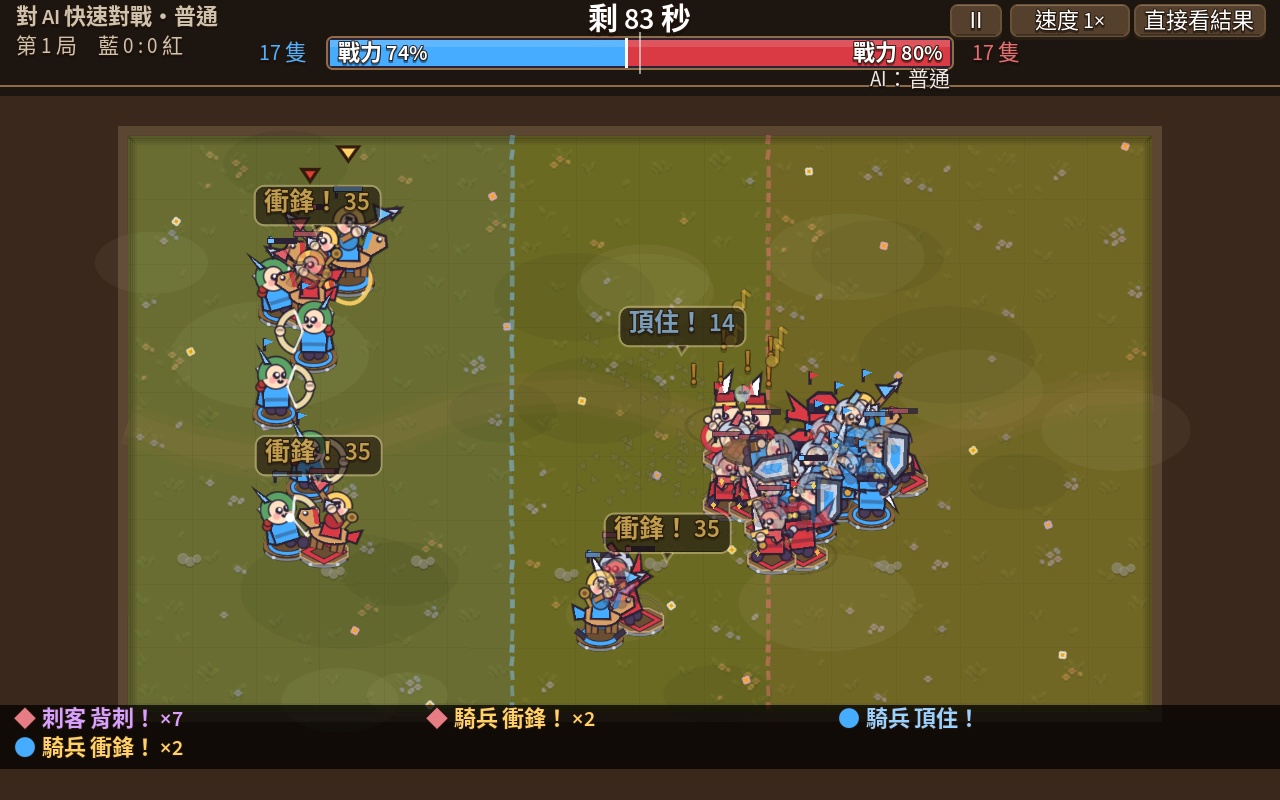 對 AI 快速對戰・普通
第 1 局　藍 0 : 0 紅
剩 83 秒
17 隻
戰力 74%
戰力 80%
17 隻
AI：普通
II
速度 1×
直接看結果
衝鋒！ 35
頂住！ 14
衝鋒！ 35
衝鋒！ 35
刺客 背刺！ ×7
騎兵 衝鋒！ ×2
騎兵 頂住！
騎兵 衝鋒！ ×2